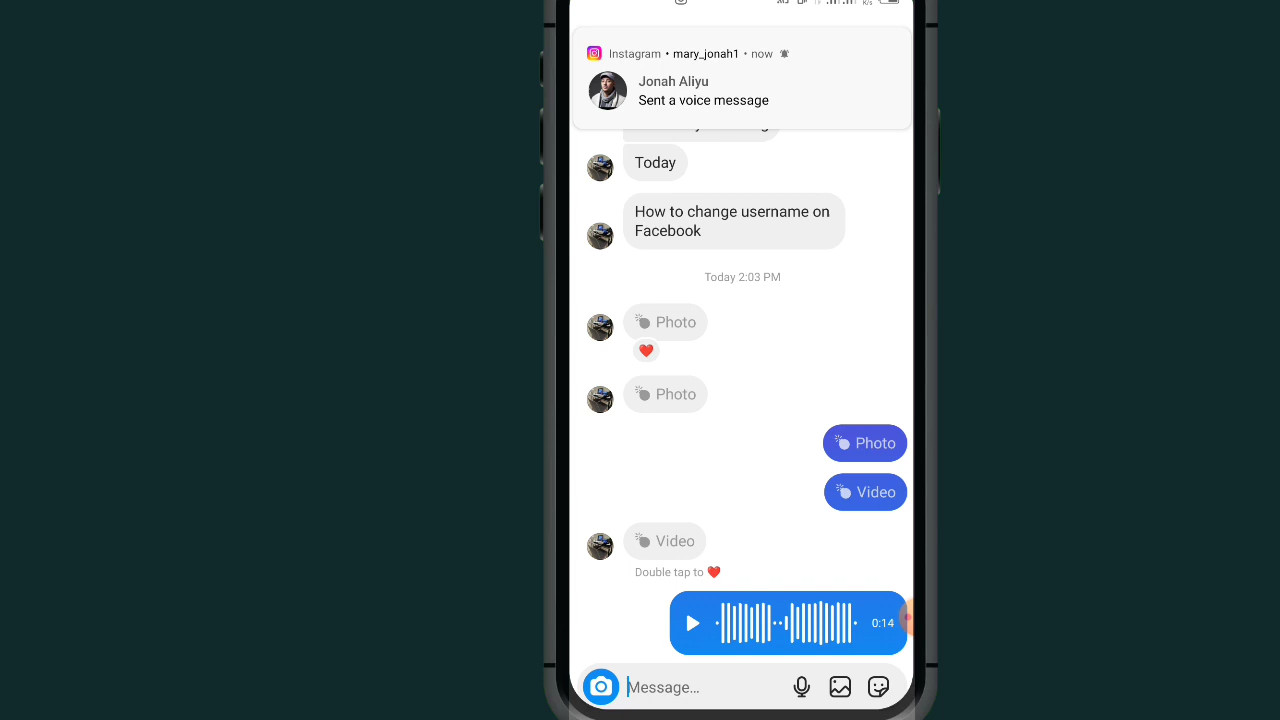 Instagram • mary_jonah1 • now
Jonah Aliyu
Sent a voice message
Today
How to change username on
Facebook
Today 2:03 PM
Photo
Photo
Photo
Video
Video
Double tap to ❤️
0:14
Message...